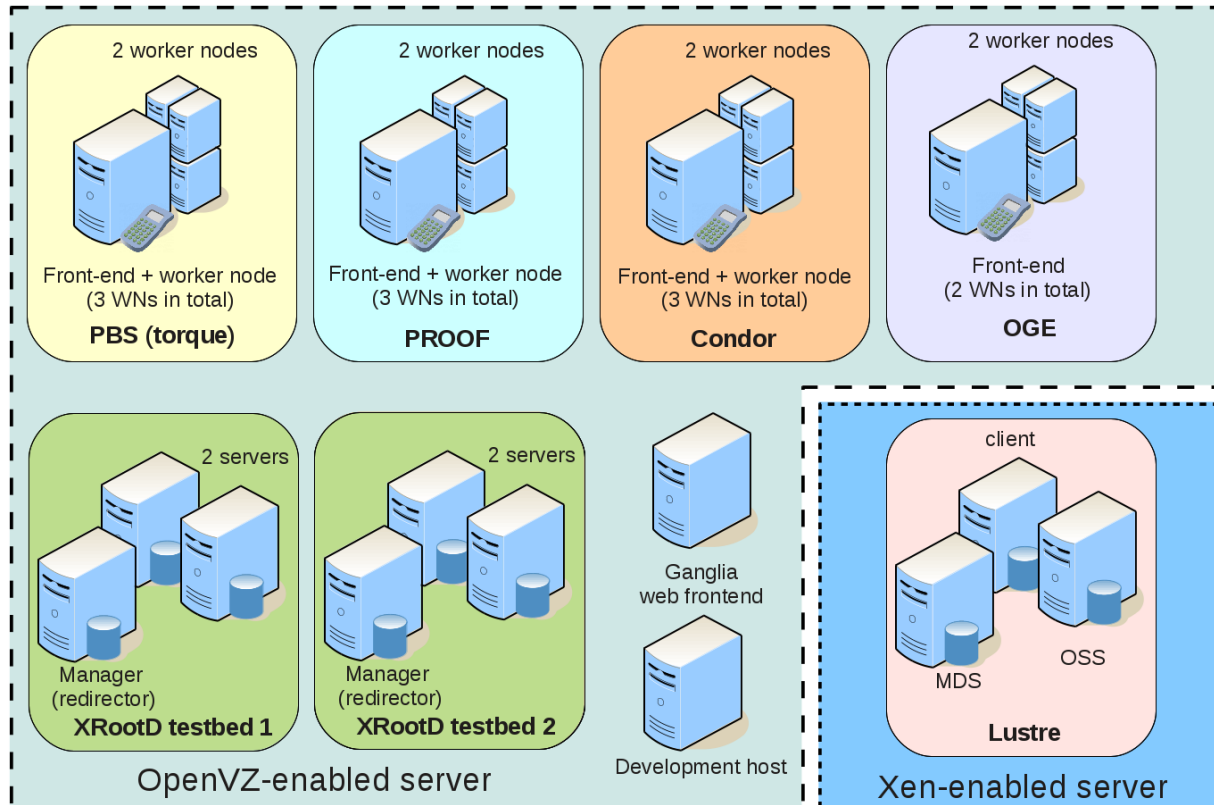 2 worker nodes
Front-end + worker node
(3 WNs in total)
PBS (torque)
2 worker nodes
Front-end + worker node
(3 WNs in total)
PROOF
2 worker nodes
Front-end + worker node
(3 WNs in total)
Condor
2 worker nodes
Front-end
(2 WNs in total)
OGE
2 servers
Manager
(redirector)
XRootD testbed 1
2 servers
Manager
(redirector)
XRootD testbed 2
Ganglia
web frontend
Development host
OpenVZ-enabled server
client
OSS
MDS
Lustre
Xen-enabled server